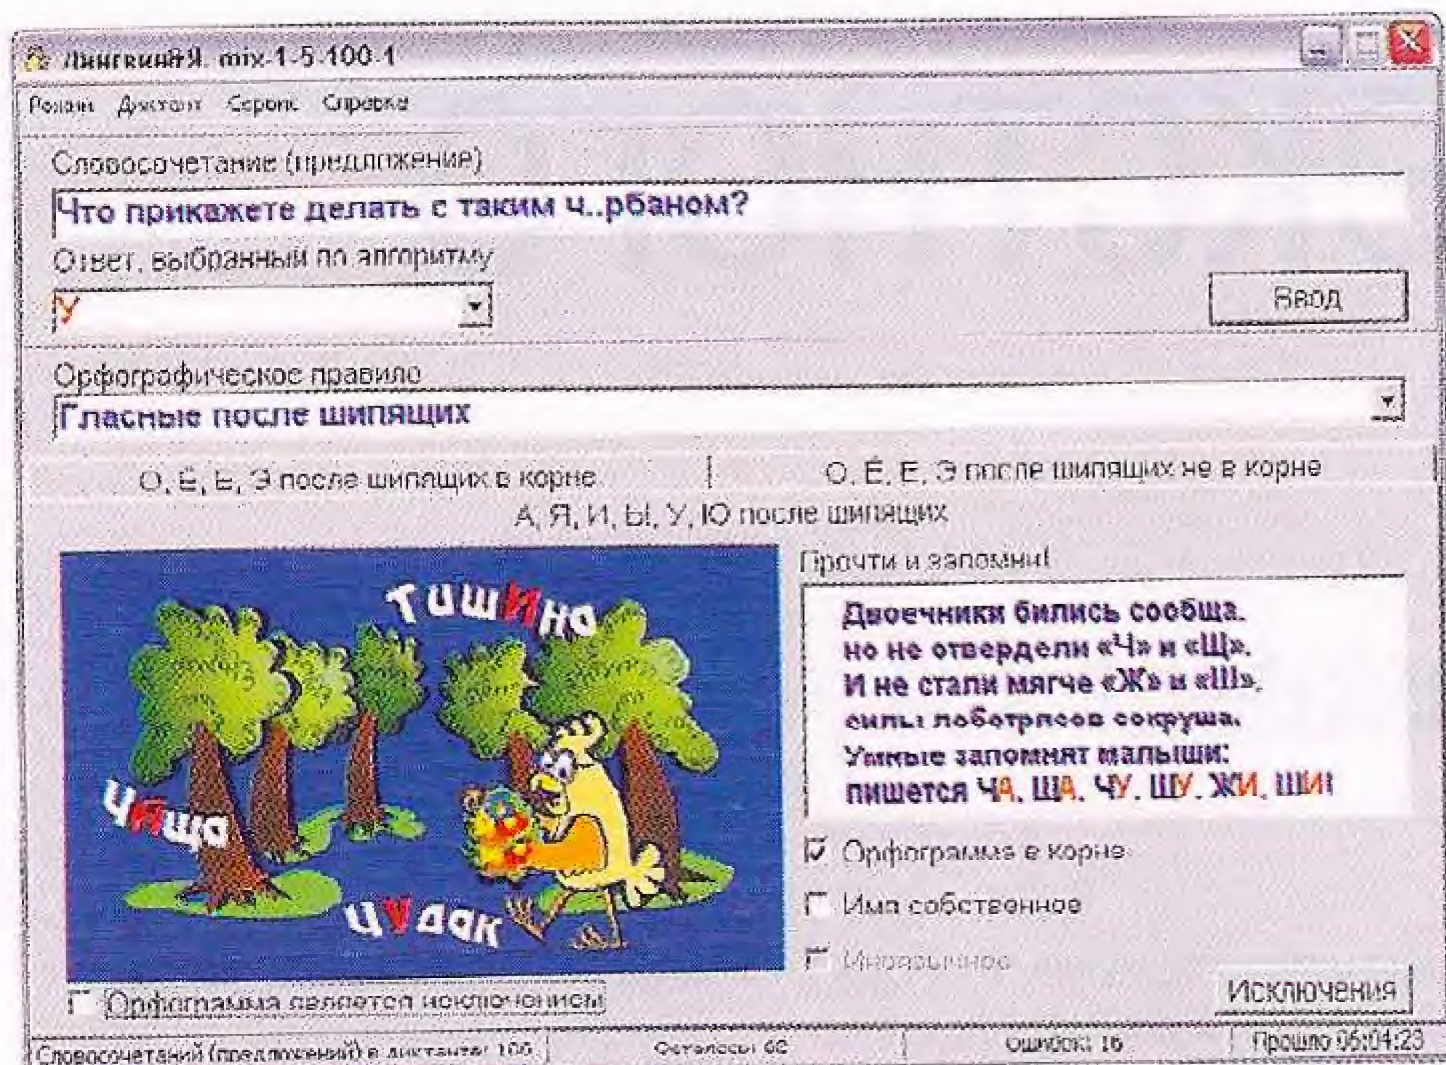 ЛингвинЯ. mix-1-5-100-1
Режим Диктант Сервис Справка
Словосочетание (предложение)
Что прикажете делать с таким ч..рбаном?
Ответ, выбранный по алгоритму
У
Ввод
Орфографическое правило
Гласные после шипящих
О, Ё, Е, Э после шипящих в корне
О, Ё, Е, Э после шипящих не в корне
А, Я, И, Ы, У, Ю после шипящих
Прочти и запомни!
тишИна
Двоечники бились сообща,
но не отвердели «Ч» и «Щ».
И не стали мягче «Ж» и «Ш»,
силы лоботрясов сокруша.
Умные запомнят малыши:
пишется ЧА, ЩА, ЧУ, ЩУ, ЖИ, ШИ!
ЧАща
ЧУдак
Орфограмма в корне
Имя собственное
Иноязычное
Орфограмма является исключением
Исключения
Словосочетаний (предложений) в диктанте: 100
Осталось: 62
Ошибок: 16
Прошло 05:04:23